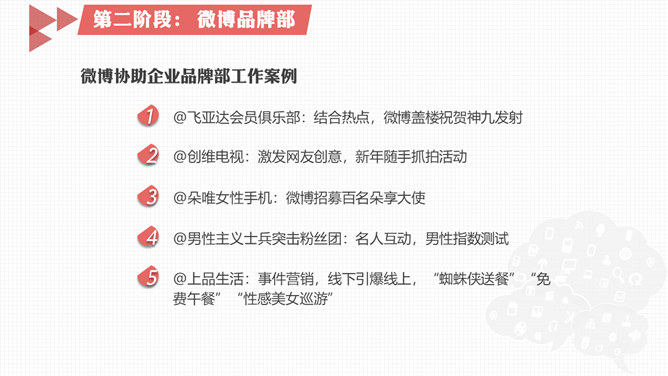 第二阶段： 微博品牌部
微博协助企业品牌部工作案例
1 @飞亚达会员俱乐部：结合热点，微博盖楼祝贺神九发射
2 @创维电视：激发网友创意，新年随手抓拍活动
3 @朵唯女性手机：微博招募百名朵享大使
4 @男性主义士兵突击粉丝团：名人互动，男性指数测试
5 @上品生活：事件营销，线下引爆线上，“蜘蛛侠送餐”“免
费午餐”“性感美女巡游”